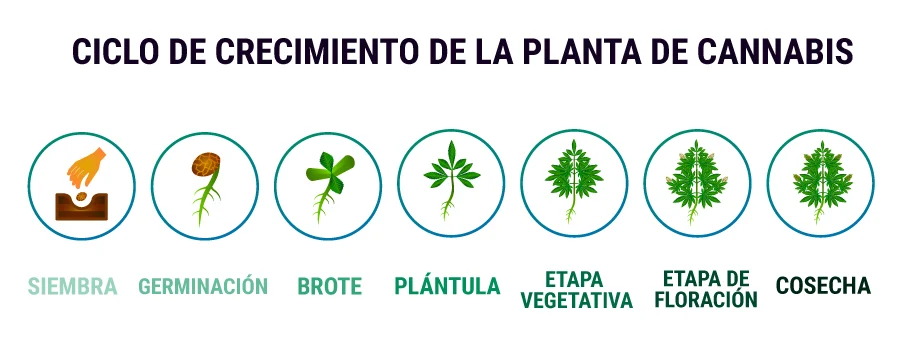 CICLO DE CRECIMIENTO DE LA PLANTA DE CANNABIS
SIEMBRA
GERMINACIÓN
BROTE
PLÁNTULA
ETAPA
VEGETATIVA
ETAPA DE
FLORACIÓN
COSECHA